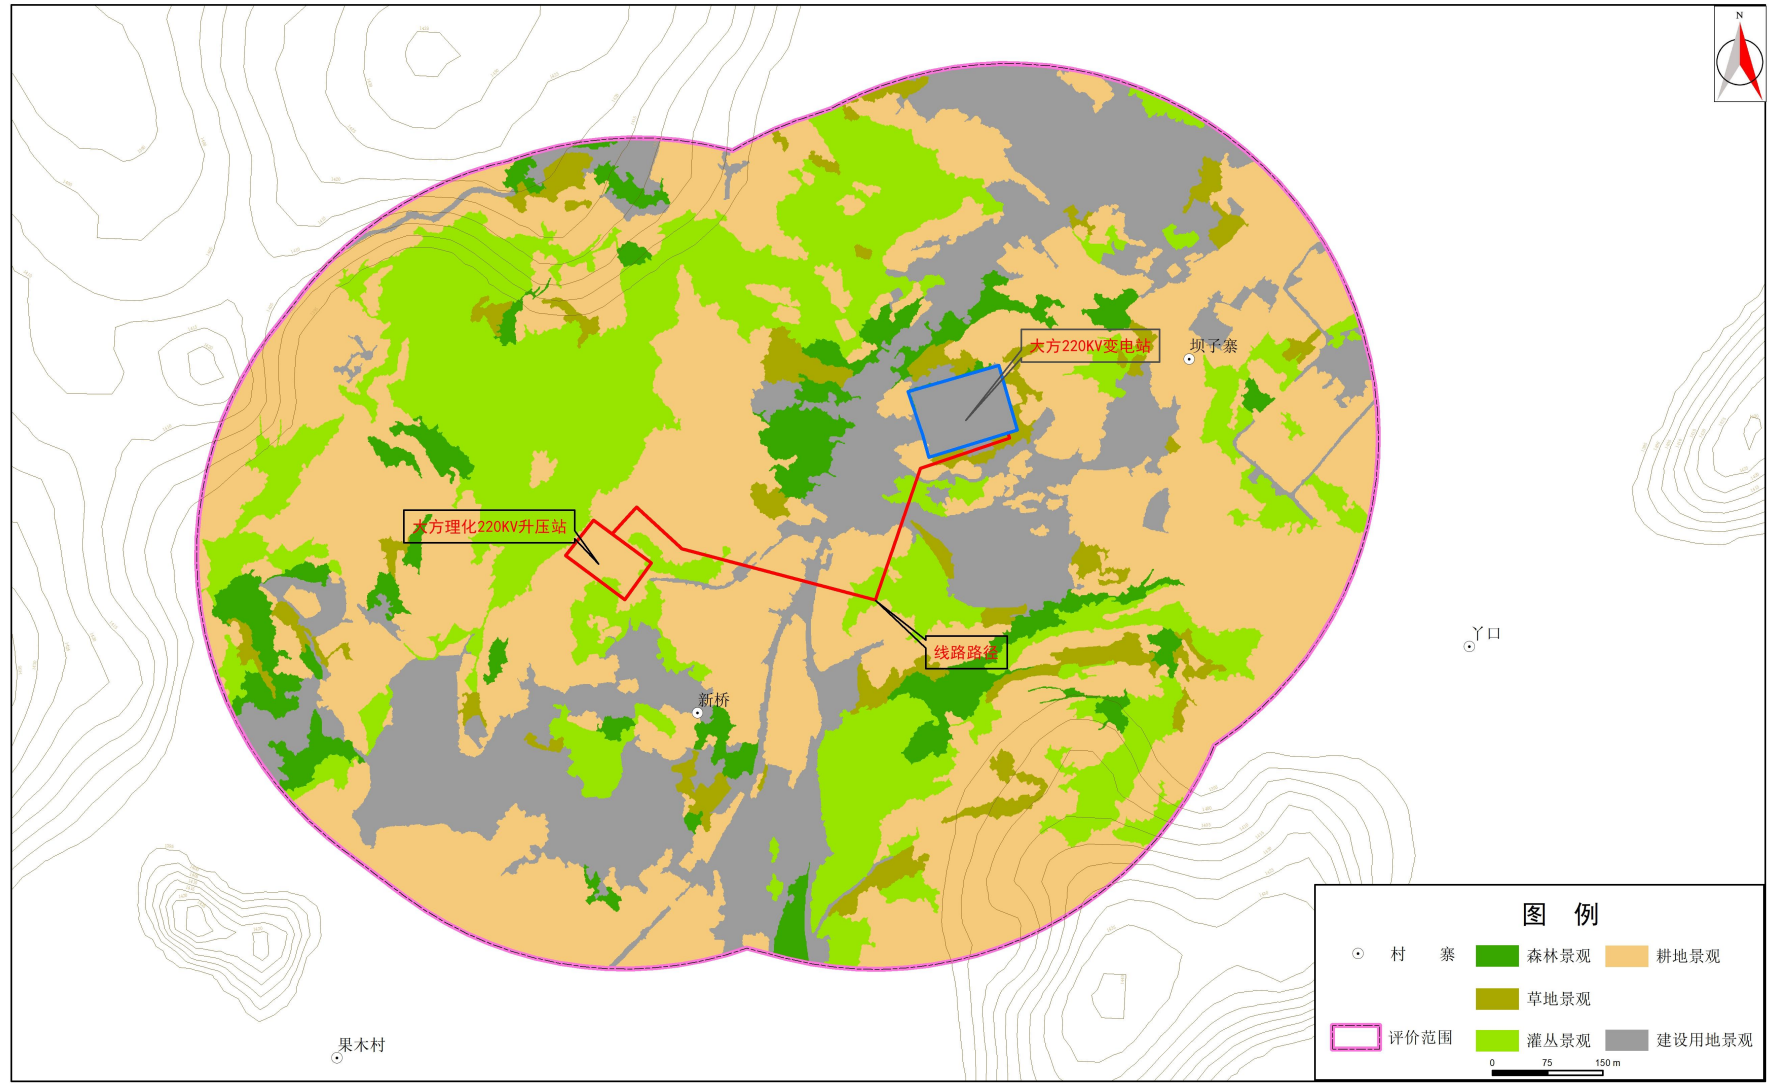 N
大方220KV变电站
坝子寨
大方理化220KV升压站
线路路径
丫口
新桥
果木村
图 例
村 寨
森林景观
耕地景观
草地景观
评价范围
灌丛景观
建设用地景观
0 75 150 m